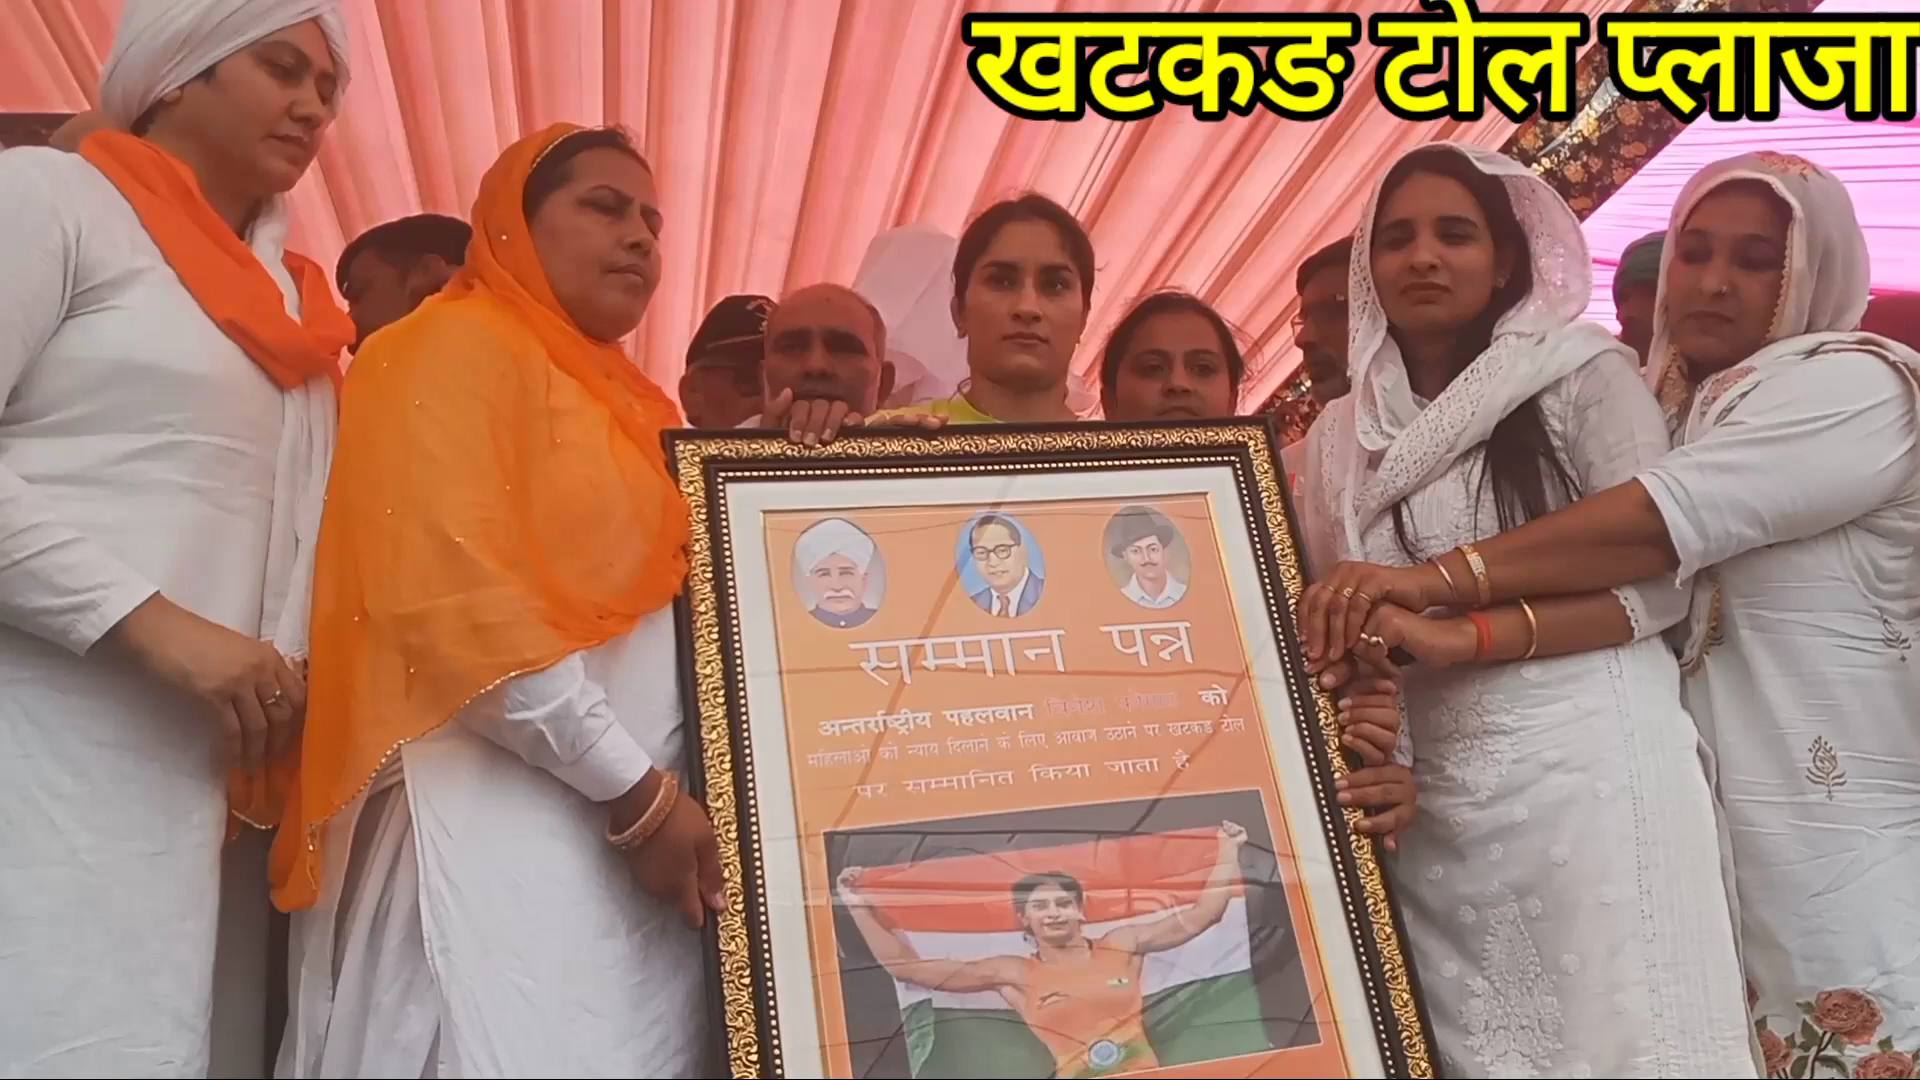 खटकङ टोल प्लाजा
सम्मान पत्र
अन्तर्राष्ट्रीय पहलवान विनेश फोगाट को
महिलाओं को न्याय दिलाने के लिए आवाज उठाने पर खटकड टोल
पर सम्मानित किया जाता है